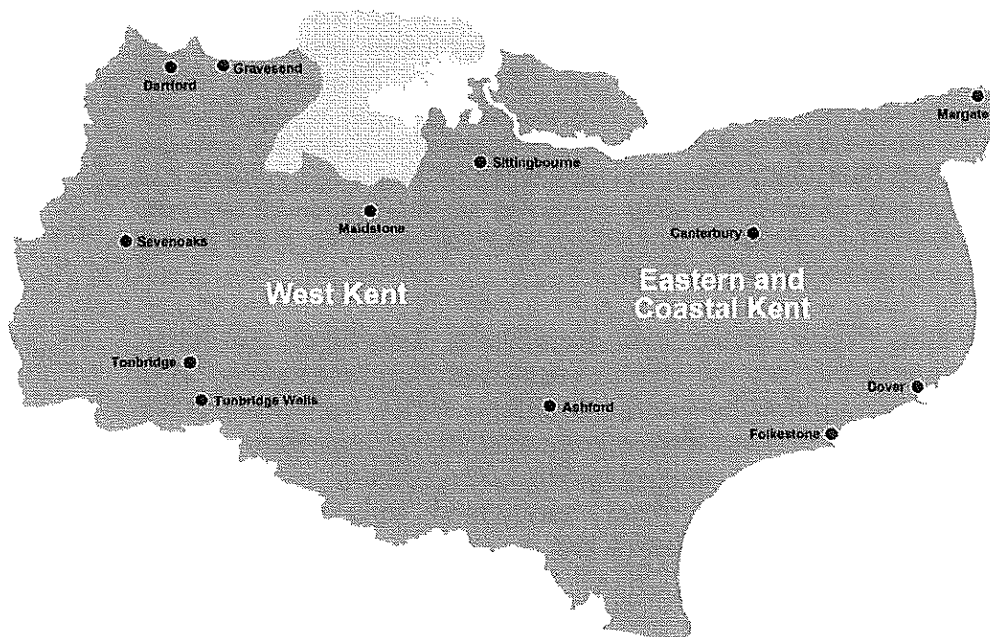 Gravesend
Dartford
Margate
Sittingbourne
Maidstone
Canterbury
Sevenoaks
West Kent
Eastern and
Coastal Kent
Tonbridge
Dover
Tunbridge Wells
Ashford
Folkestone